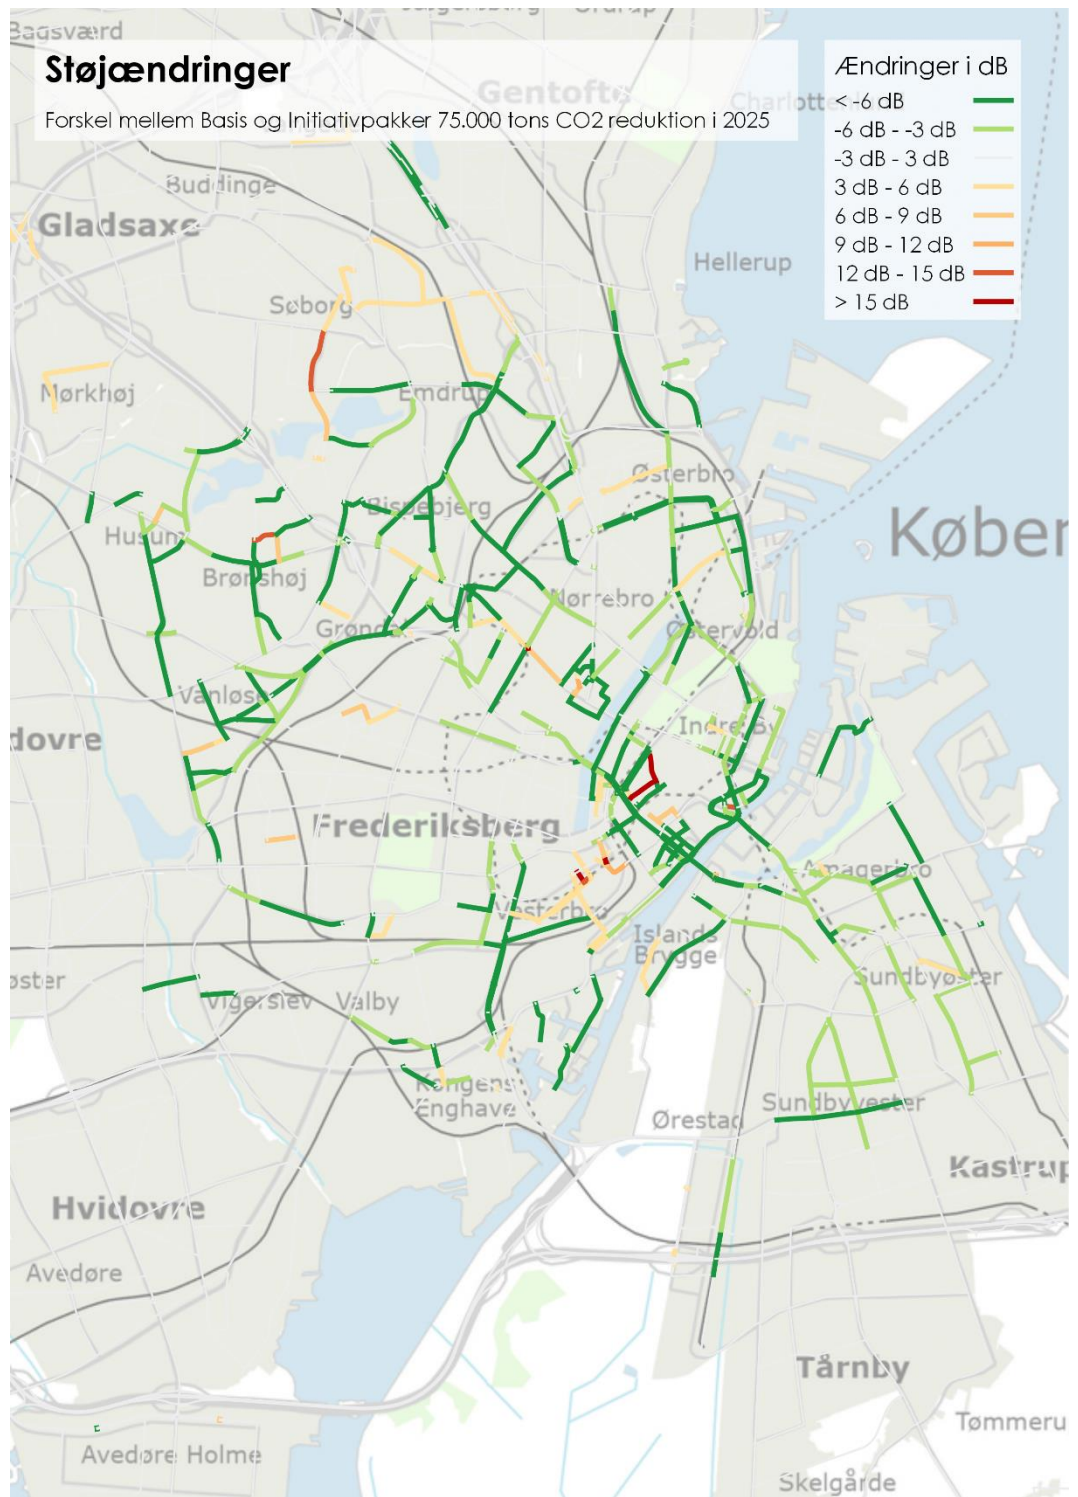 Bagsværd
Støjændringer
Forskel mellem Basis og Initiativpakker 75.000 tons CO2 reduktion i 2025
Ændringer i dB
< -6 dB
-6 dB - -3 dB
-3 dB - 3 dB
3 dB - 6 dB
6 dB - 9 dB
9 dB - 12 dB
12 dB - 15 dB
> 15 dB
Gentofte
Buddinge
Gladsaxe
Hellerup
Søborg
Mørkhøj
Emdrup
Østerbro
Bispebjerg
Husum
Køber
Brønshøj
Nørrebro
Grøndal
Østervold
Vanløse
Indre By
dovre
Frederiksberg
Amagerbro
Vesterbro
Islands
Brygge
øster
Sundbyøster
Vigerslev
Valby
Kongens
Enghave
Sundbyvester
Ørestad
Kastrup
Hvidovre
Avedøre
Tårnby
Tømmeru
Avedøre Holme
Skelgårde